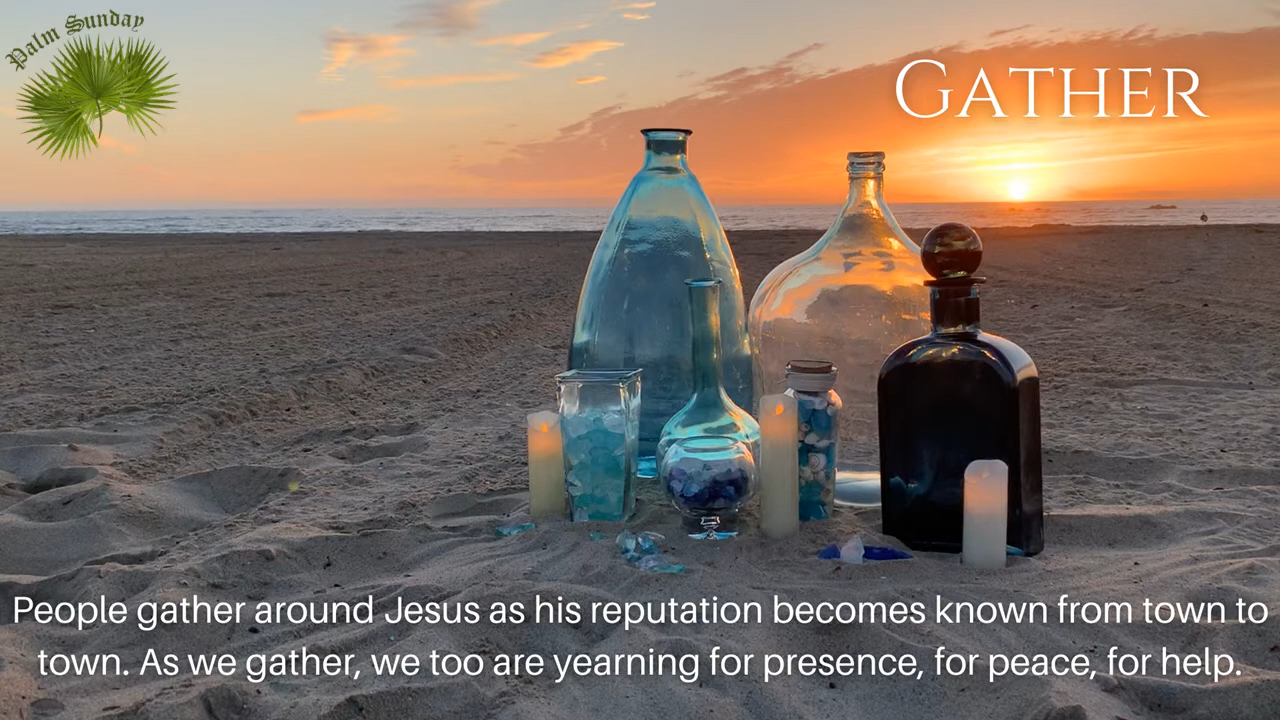 Palm Sunday
GATHER
People gather around Jesus as his reputation becomes known from town to
town. As we gather, we too are yearning for presence, for peace, for help.